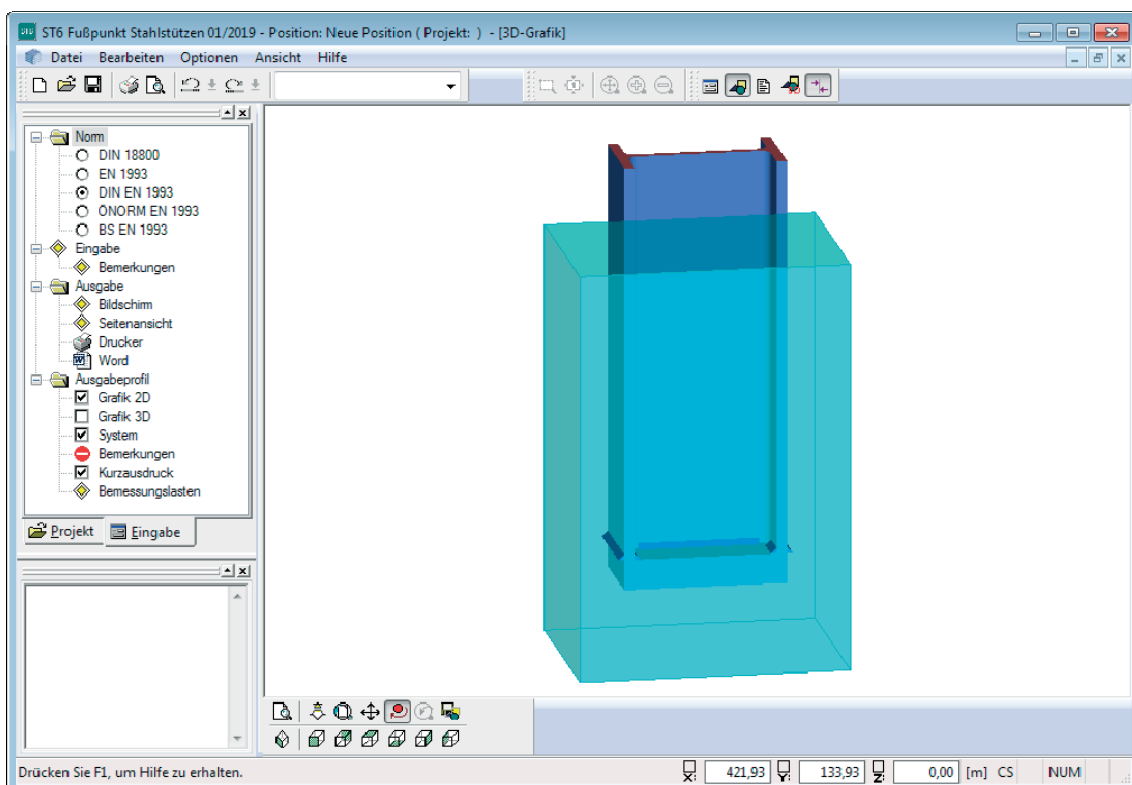 ST6 Fußpunkt Stahlstützen 01/2019 - Position: Neue Position ( Projekt: ) - [3D-Grafik]
Datei Bearbeiten Optionen Ansicht Hilfe
Norm
DIN 18800
EN 1993
DIN EN 1993
ÖNORM EN 1993
BS EN 1993
Eingabe
Bemerkungen
Ausgabe
Bildschim
Seitenansicht
Drucker
Word
Ausgabeprofil
Grafik 2D
Grafik 3D
System
Bemerkungen
Kurzausdruck
Bemessungslasten
Projekt Eingabe
Drücken Sie F1, um Hilfe zu erhalten. X: 421,93 Y: 133,93 Z: 0,00 [m] CS NUM